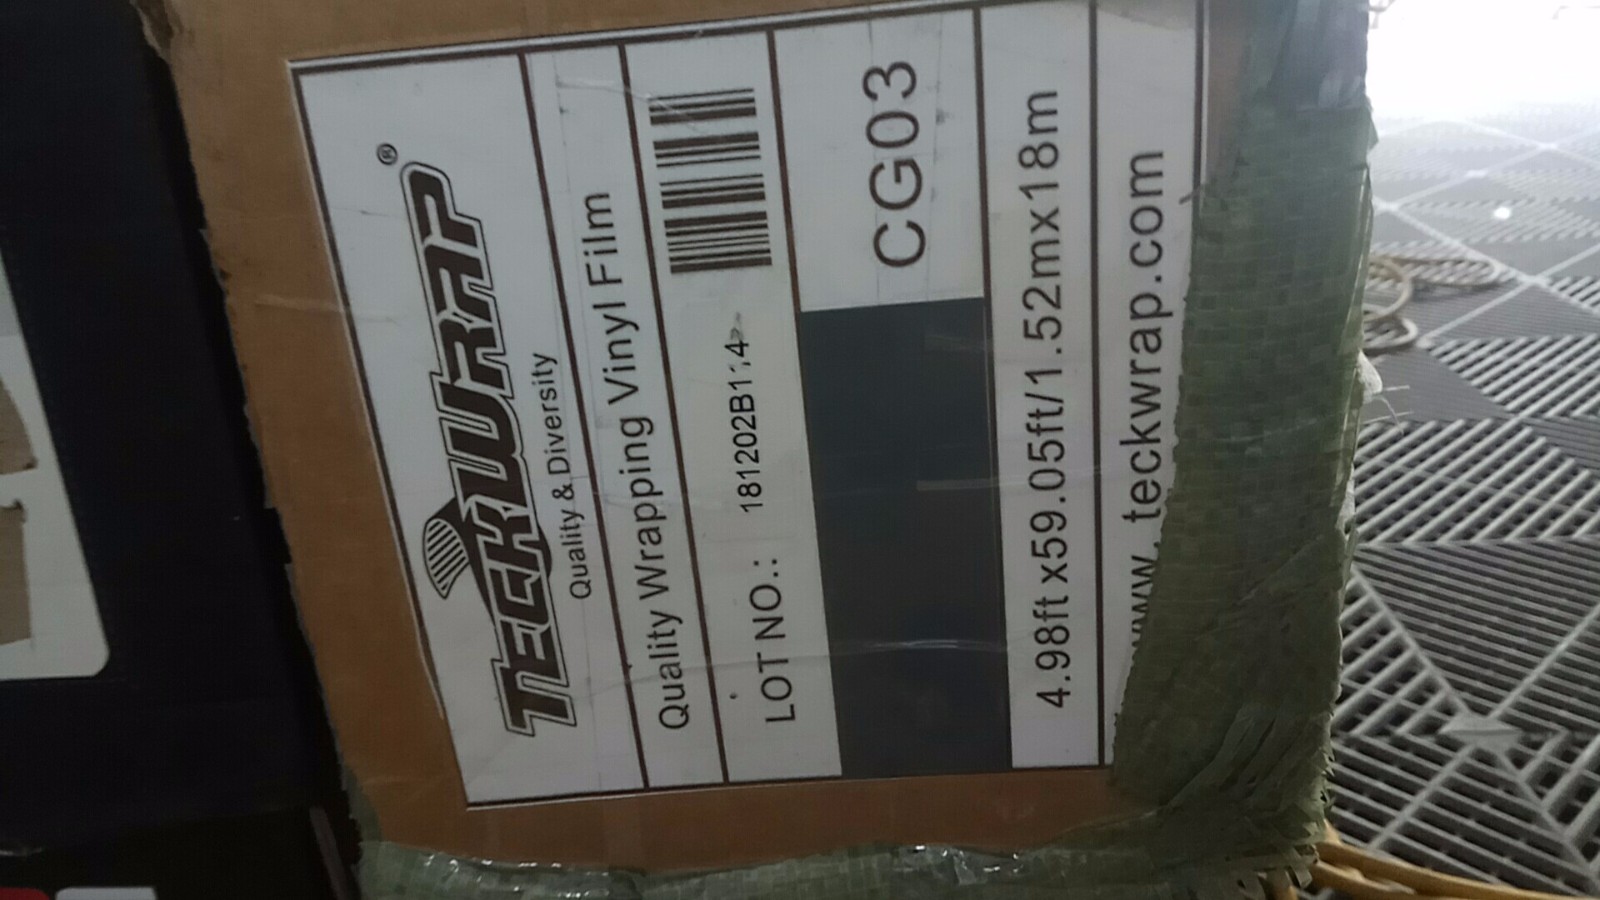 TECKWRAP®
Quality & Diversity
Quality Wrapping Vinyl Film
LOT NO.: 181202B1
CG03
4.98ft x59.05ft/1.52mx18m
www.teckwrap.com